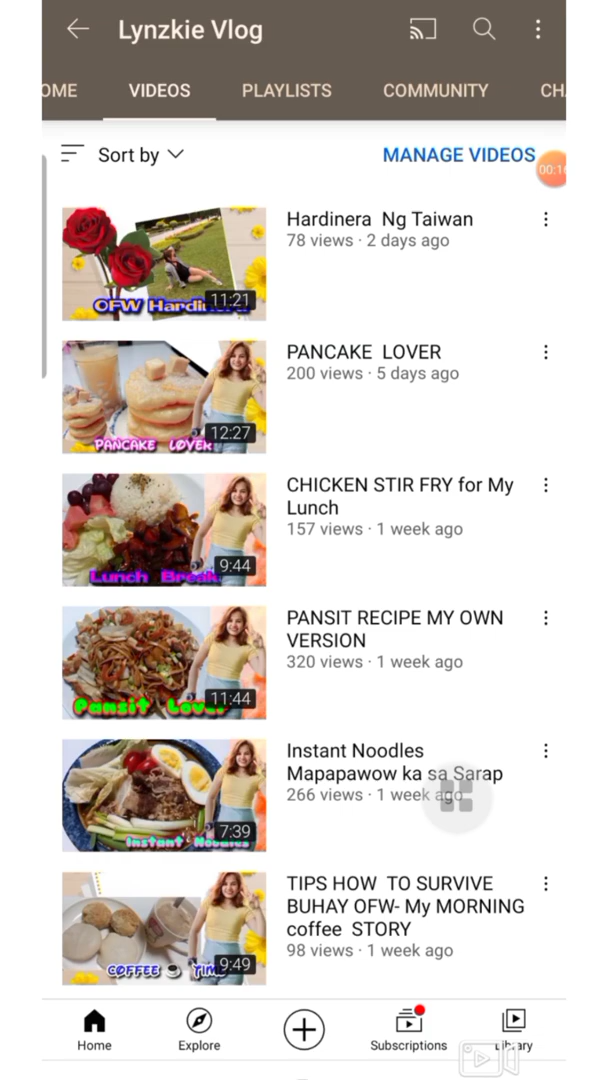 Lynzkie Vlog
OME VIDEOS PLAYLISTS COMMUNITY CH
Sort by MANAGE VIDEOS
00:16
OFW Hardinera
11:21
Hardinera Ng Taiwan
78 views · 2 days ago
PANCAKE LOVER
12:27
PANCAKE LOVER
200 views · 5 days ago
Lunch Break
9:44
CHICKEN STIR FRY for My
Lunch
157 views · 1 week ago
Pansit Lover
11:44
PANSIT RECIPE MY OWN
VERSION
320 views · 1 week ago
Instant Noodles
7:39
Instant Noodles
Mapapawow ka sa Sarap
266 views · 1 week ago
COFFEE TIME
9:49
TIPS HOW TO SURVIVE
BUHAY OFW- My MORNING
coffee STORY
98 views · 1 week ago
Home Explore Subscriptions Library